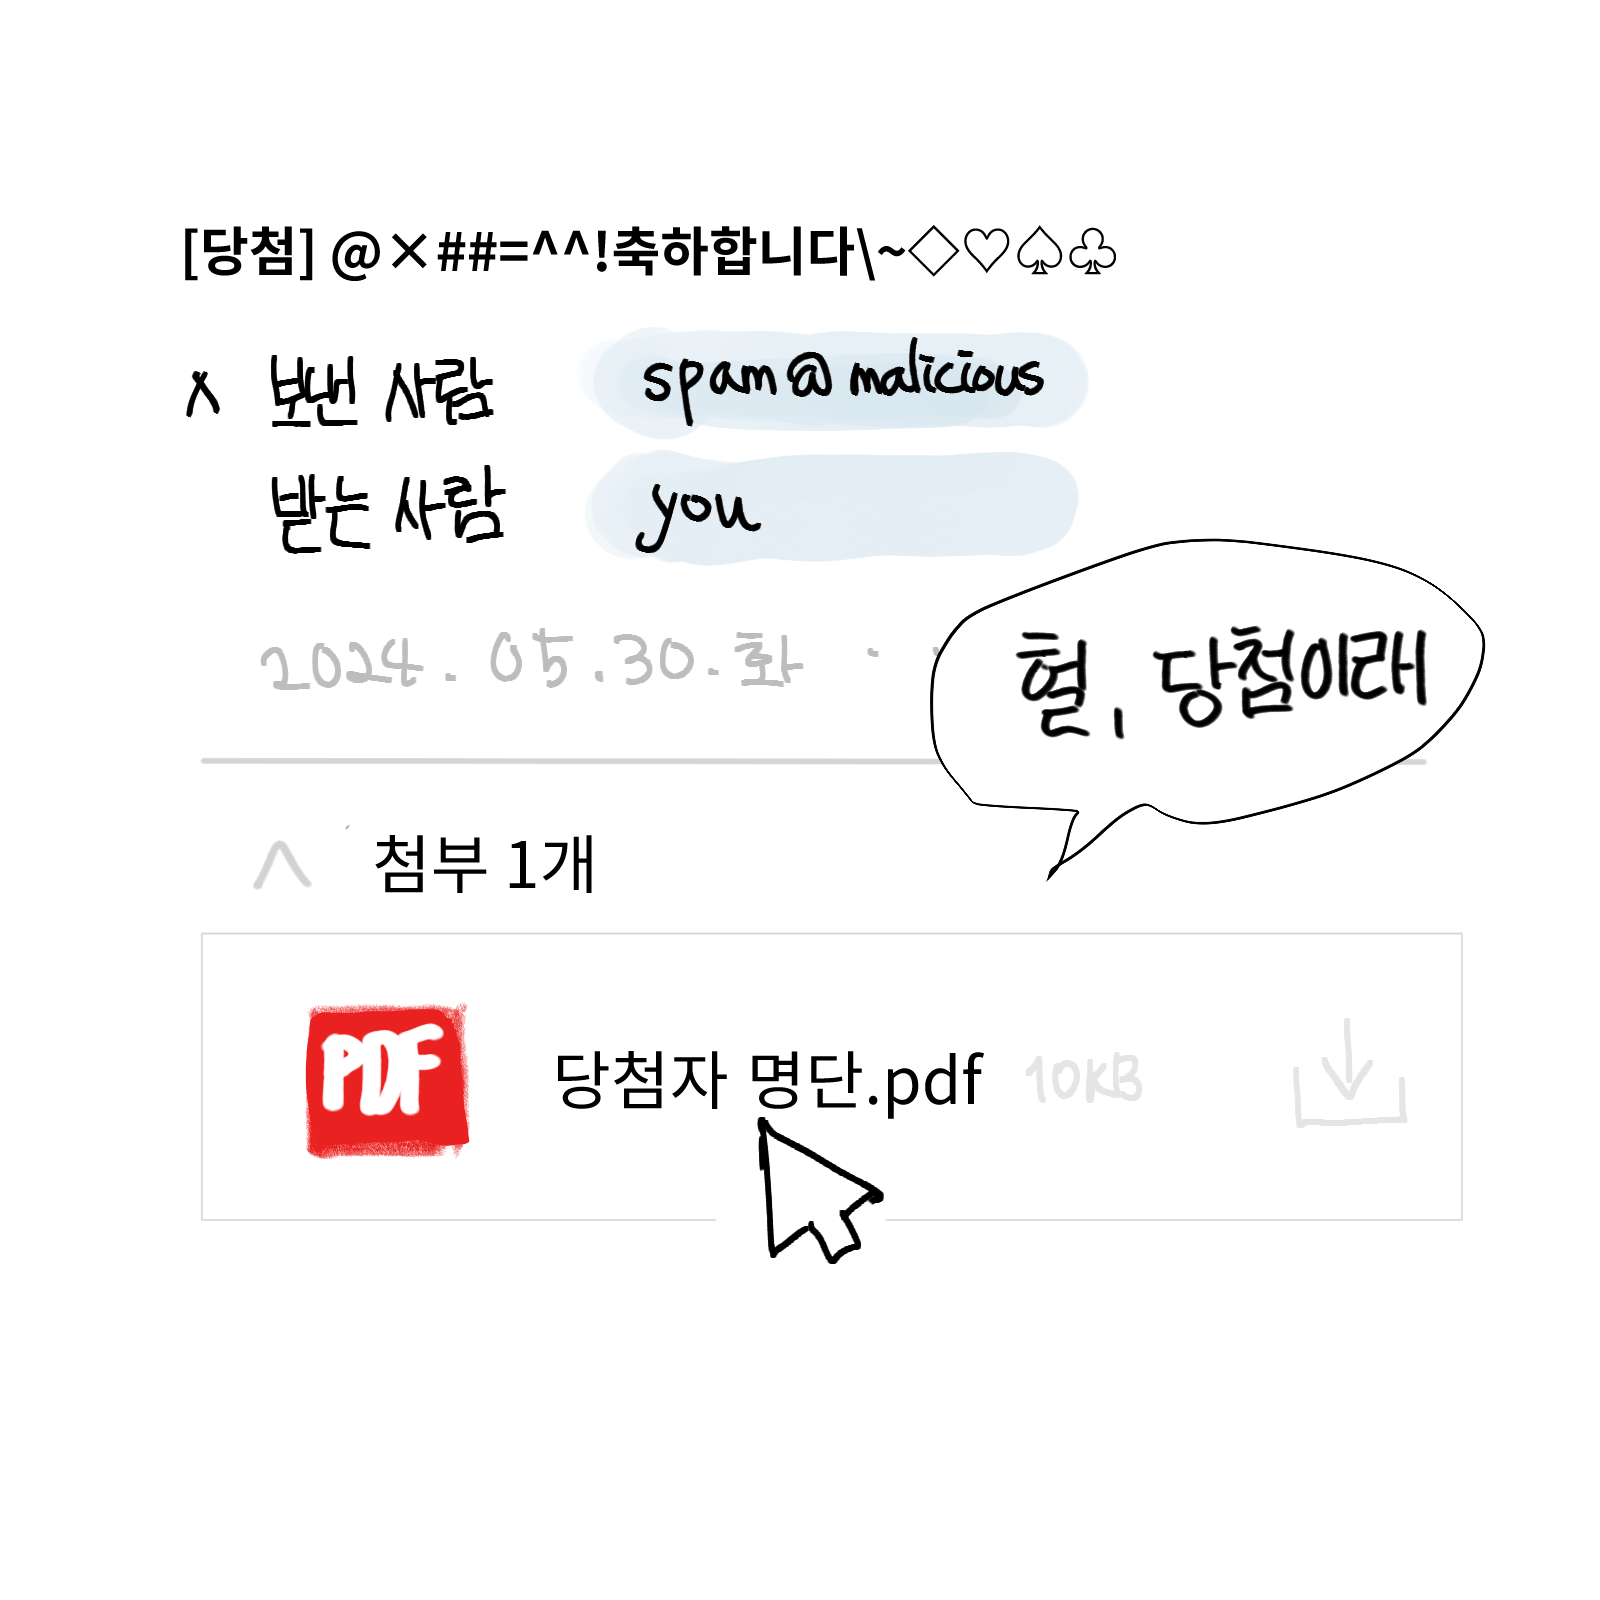 [당첨] @×##=^^!축하합니다\~◇♡♤♧
∧ 보낸 사람 spam@malicious
받는 사람 you
2024. 05.30.화
헐, 당첨이래
첨부 1개
PDF 당첨자 명단.pdf 10KB